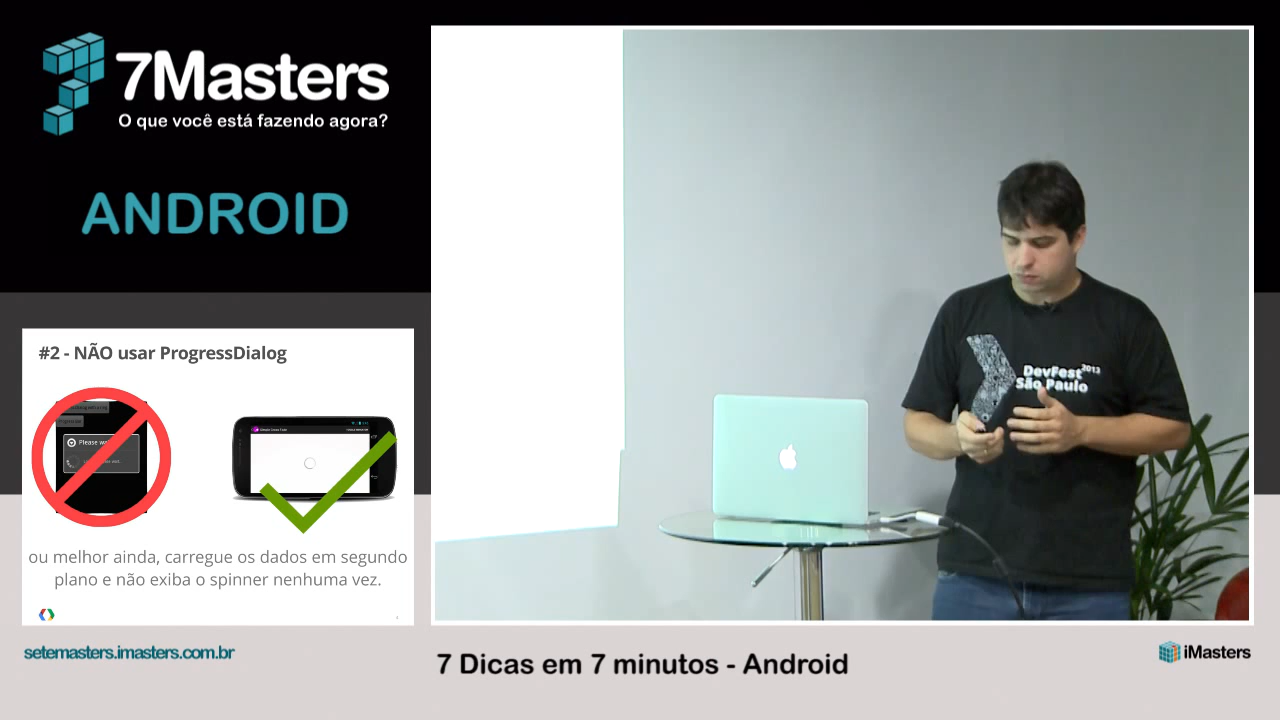 7Masters
O que você está fazendo agora?
ANDROID
#2 - NÃO usar ProgressDialog
Please wa
ou melhor ainda, carregue os dados em segundo
plano e não exiba o spinner nenhuma vez.
DevFest 2013
São Paulo
setemasters.imasters.com.br
7 Dicas em 7 minutos - Android
iMasters